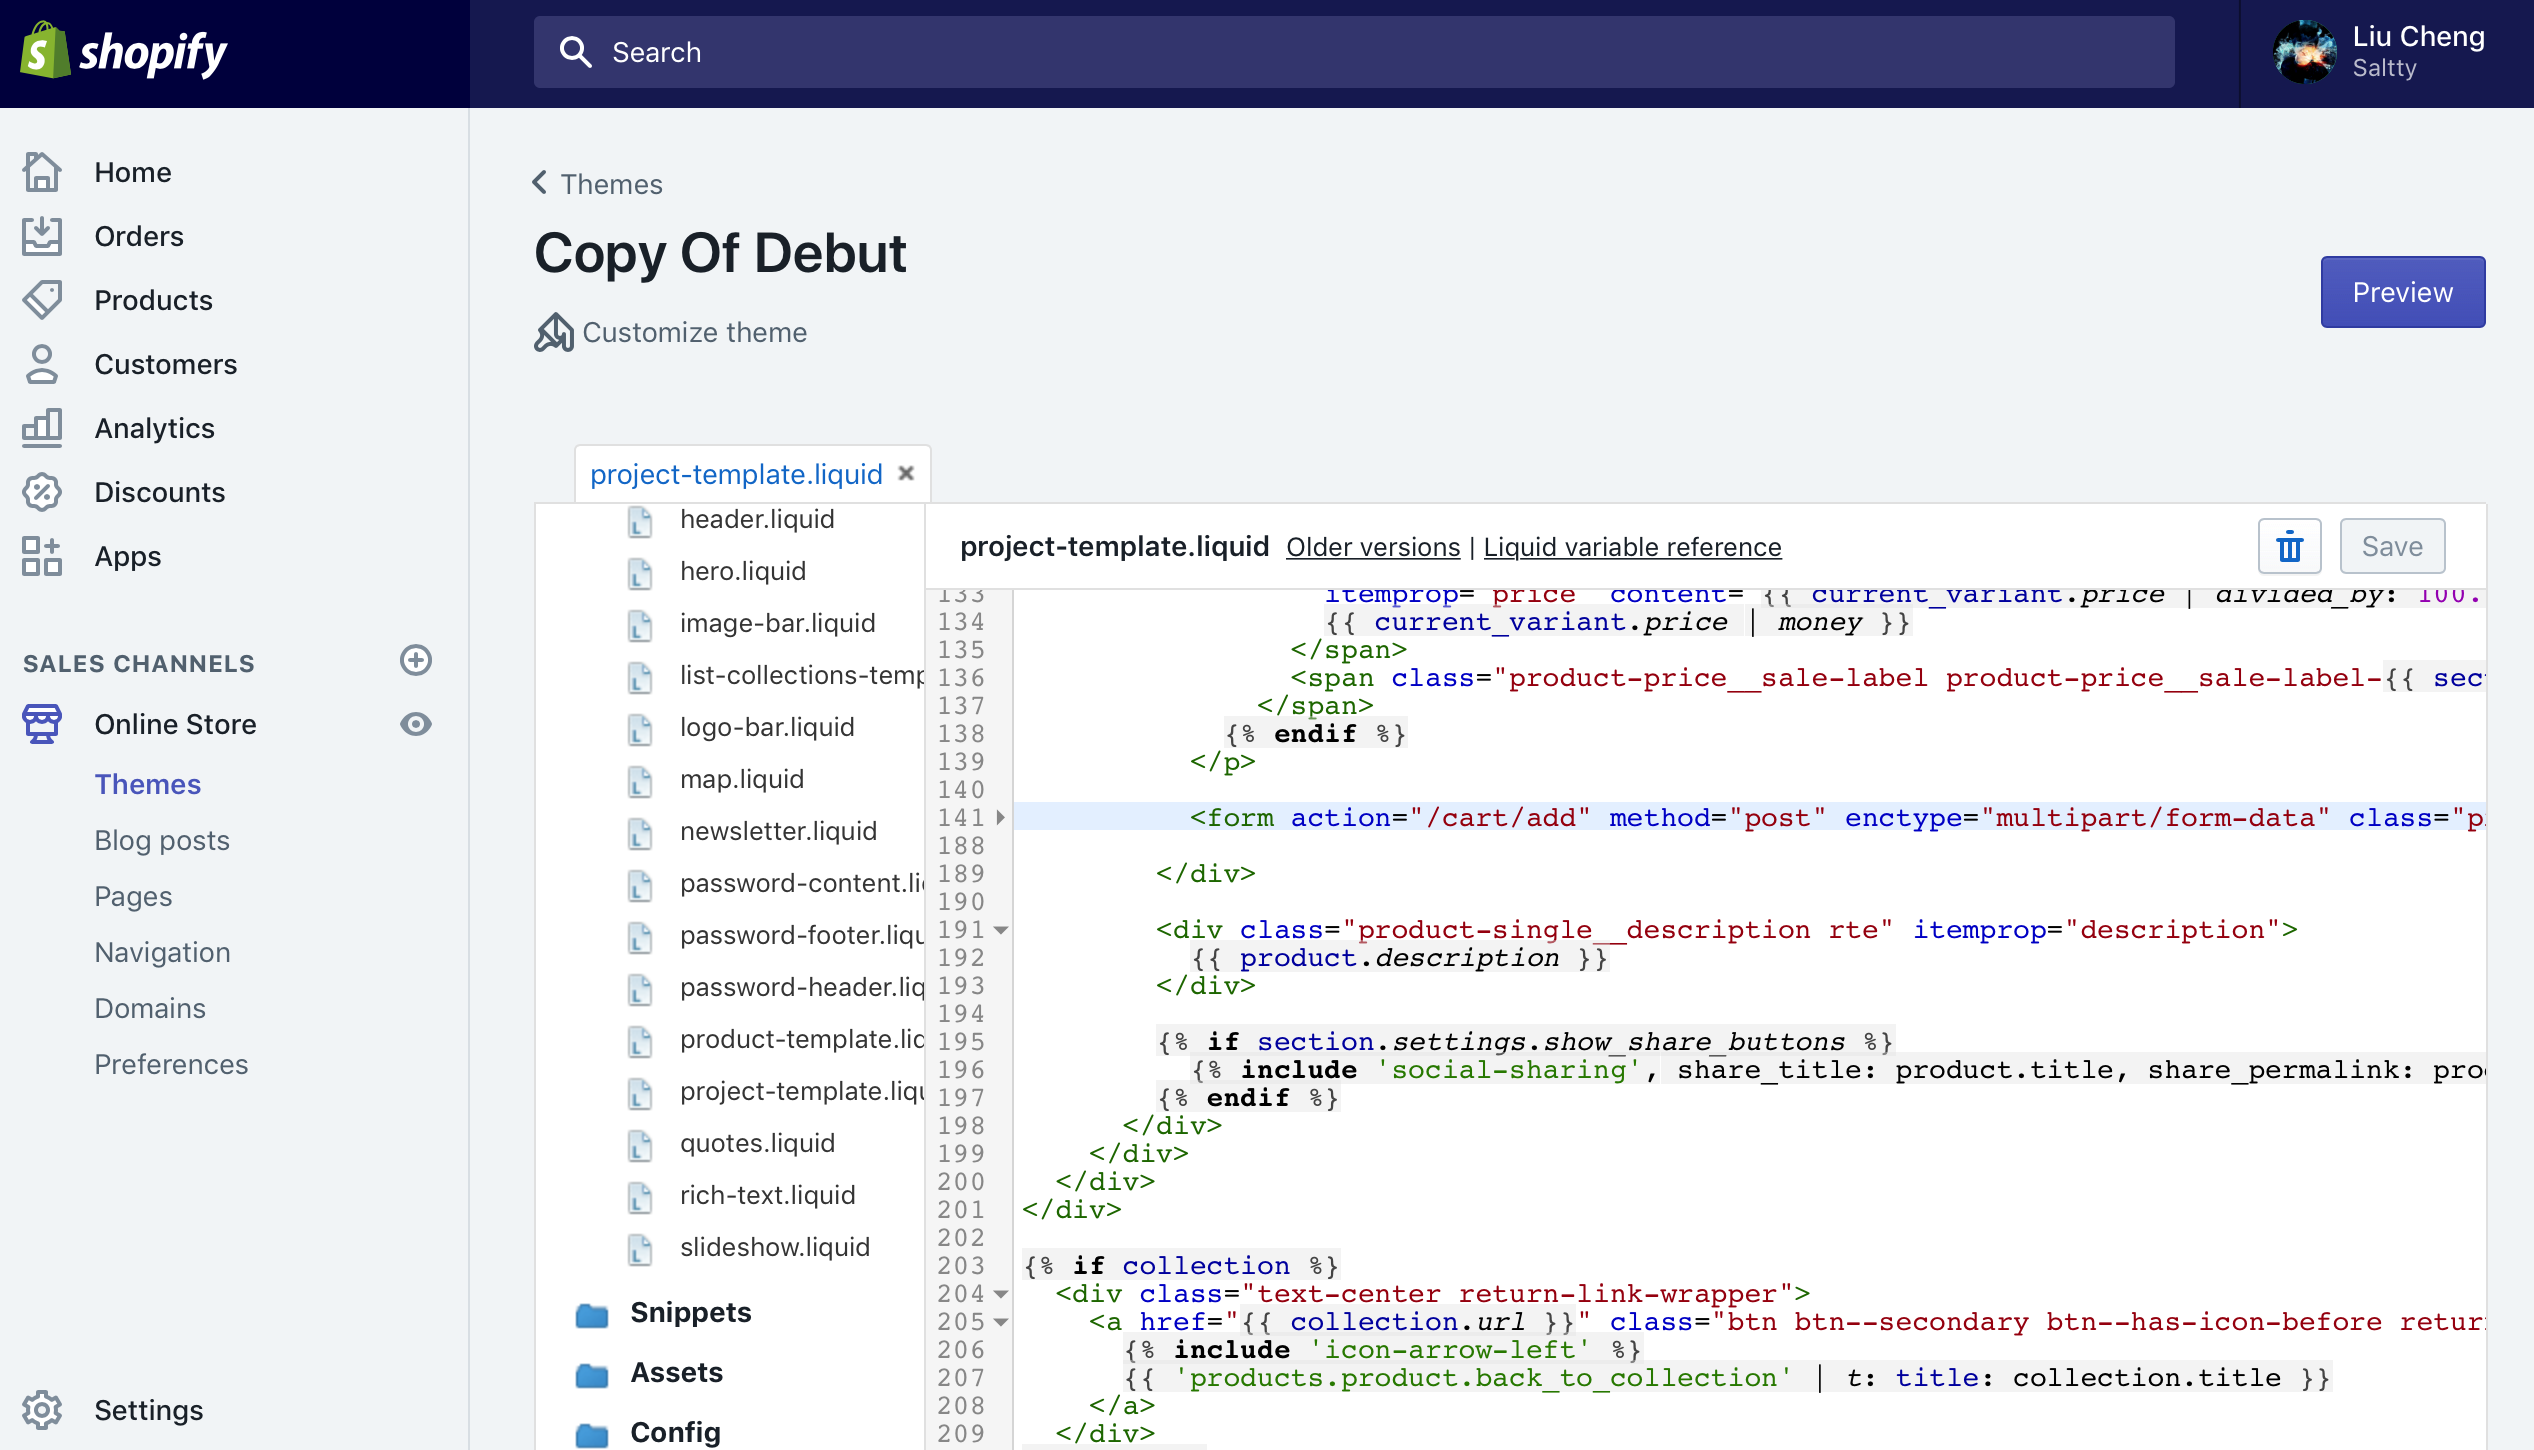 shopify
Search
Liu Cheng
Saltty
Home
Orders
Products
Customers
Analytics
Discounts
Apps
SALES CHANNELS
Online Store
Themes
Blog posts
Pages
Navigation
Domains
Preferences
Settings
Themes
Copy Of Debut
Customize theme
Preview
project-template.liquid ×
header.liquid
hero.liquid
image-bar.liquid
list-collections-temp
logo-bar.liquid
map.liquid
newsletter.liquid
password-content.li
password-footer.liqu
password-header.liq
product-template.liq
project-template.liqu
quotes.liquid
rich-text.liquid
slideshow.liquid
Snippets
Assets
Config
project-template.liquid Older versions | Liquid variable reference
Save
133 itemprop="price" content="{{ current_variant.price | divided_by: 100.
134 {{ current_variant.price | money }}
135 </span>
136 <span class="product-price__sale-label product-price__sale-label-{{ sec
137 </span>
138 {% endif %}
139 </p>
140
141 <form action="/cart/add" method="post" enctype="multipart/form-data" class="p
188
189 </div>
190
191 <div class="product-single__description rte" itemprop="description">
192 {{ product.description }}
193 </div>
194
195 {% if section.settings.show_share_buttons %}
196 {% include 'social-sharing', share_title: product.title, share_permalink: pro
197 {% endif %}
198 </div>
199 </div>
200 </div>
201 </div>
202
203 {% if collection %}
204 <div class="text-center return-link-wrapper">
205 <a href="{{ collection.url }}" class="btn btn--secondary btn--has-icon-before retur
206 {% include 'icon-arrow-left' %}
207 {{ 'products.product.back_to_collection' | t: title: collection.title }}
208 </a>
209 </div>